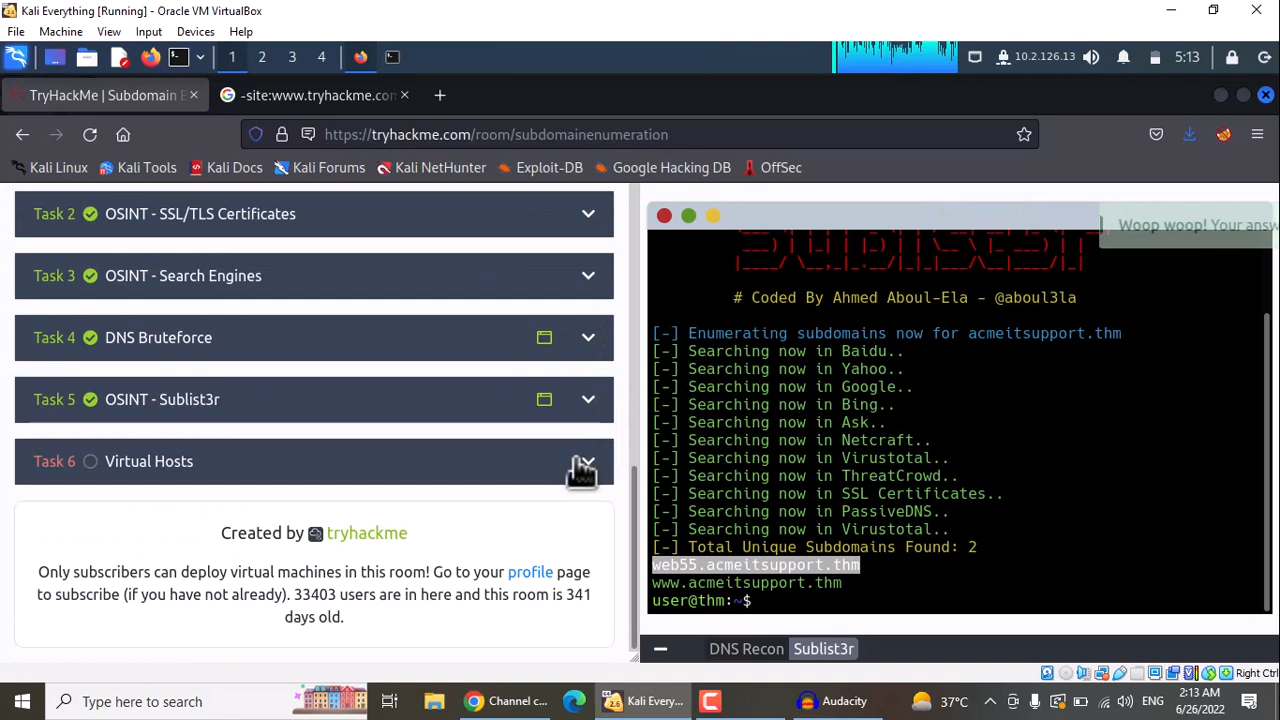 Kali Everything [Running] - Oracle VM VirtualBox
File Machine View Input Devices Help
1 2 3 4 10.2.126.13 5:13
TryHackMe | Subdomain E -site:www.tryhackme.com
https://tryhackme.com/room/subdomainenumeration
Kali Linux Kali Tools Kali Docs Kali Forums Kali NetHunter Exploit-DB Google Hacking DB OffSec
Task 2 OSINT - SSL/TLS Certificates
Task 3 OSINT - Search Engines
Task 4 DNS Bruteforce
Task 5 OSINT - Sublist3r
Task 6 Virtual Hosts
Created by tryhackme
Only subscribers can deploy virtual machines in this room! Go to your profile page
to subscribe (if you have not already). 33403 users are in here and this room is 341
days old.
Woop woop! Your answ
# Coded By Ahmed Aboul-Ela - @aboul3la
[-] Enumerating subdomains now for acmeitsupport.thm
[-] Searching now in Baidu..
[-] Searching now in Yahoo..
[-] Searching now in Google..
[-] Searching now in Bing..
[-] Searching now in Ask..
[-] Searching now in Netcraft..
[-] Searching now in Virustotal..
[-] Searching now in ThreatCrowd..
[-] Searching now in SSL Certificates..
[-] Searching now in PassiveDNS..
[-] Searching now in Virustotal..
[-] Total Unique Subdomains Found: 2
web55.acmeitsupport.thm
www.acmeitsupport.thm
user@thm:~$
DNS Recon Sublist3r
Right Ctrl
Type here to search Channel c... Kali Every... Audacity 37°C ENG 2:13 AM
6/26/2022